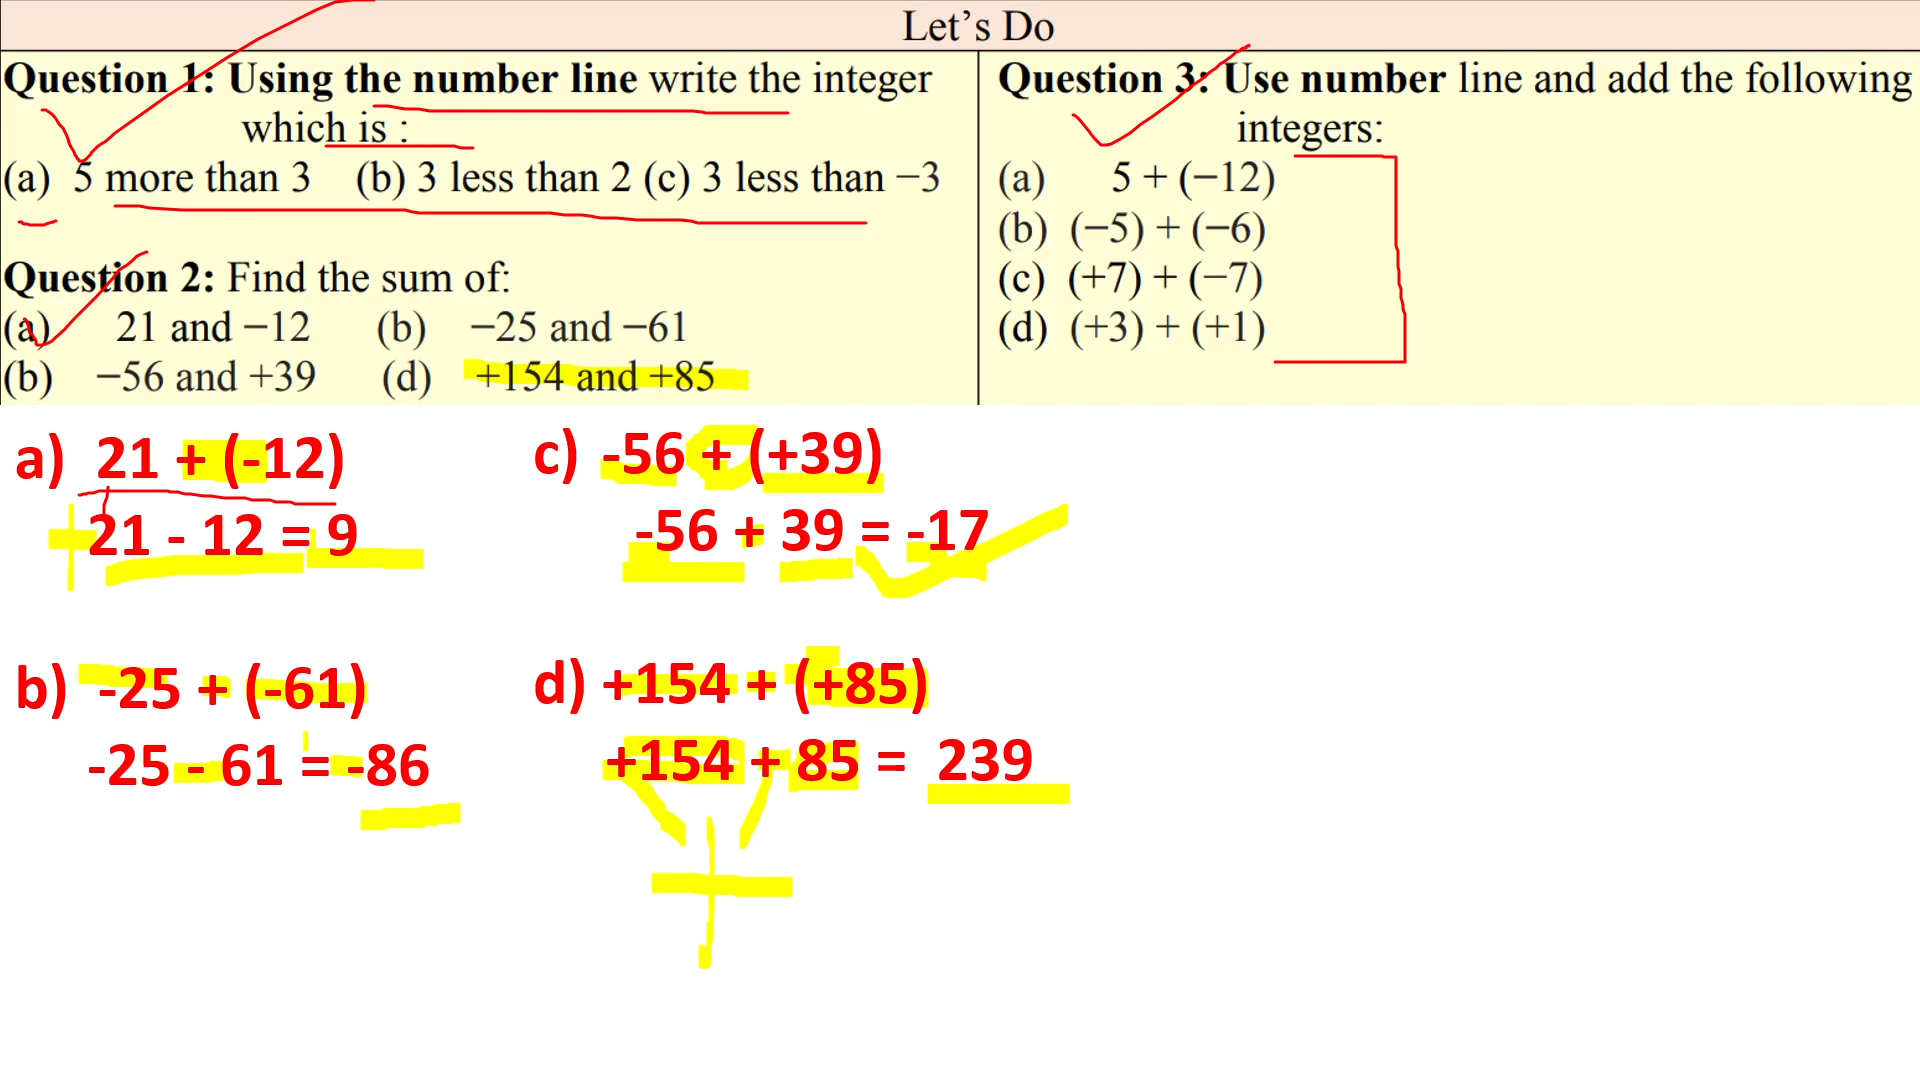 Let’s Do
Question 1: Using the number line write the integer
which is :
(a) 5 more than 3 (b) 3 less than 2 (c) 3 less than −3
Question 2: Find the sum of:
(a) 21 and −12 (b) −25 and −61
(b) −56 and +39 (d) +154 and +85
Question 3: Use number line and add the following
integers:
(a) 5 + (−12)
(b) (−5) + (−6)
(c) (+7) + (−7)
(d) (+3) + (+1)
a) 21 + (-12)
21 - 12 = 9
b) -25 + (-61)
-25 - 61 = -86
c) -56 + (+39)
-56 + 39 = -17
d) +154 + (+85)
+154 + 85 = 239